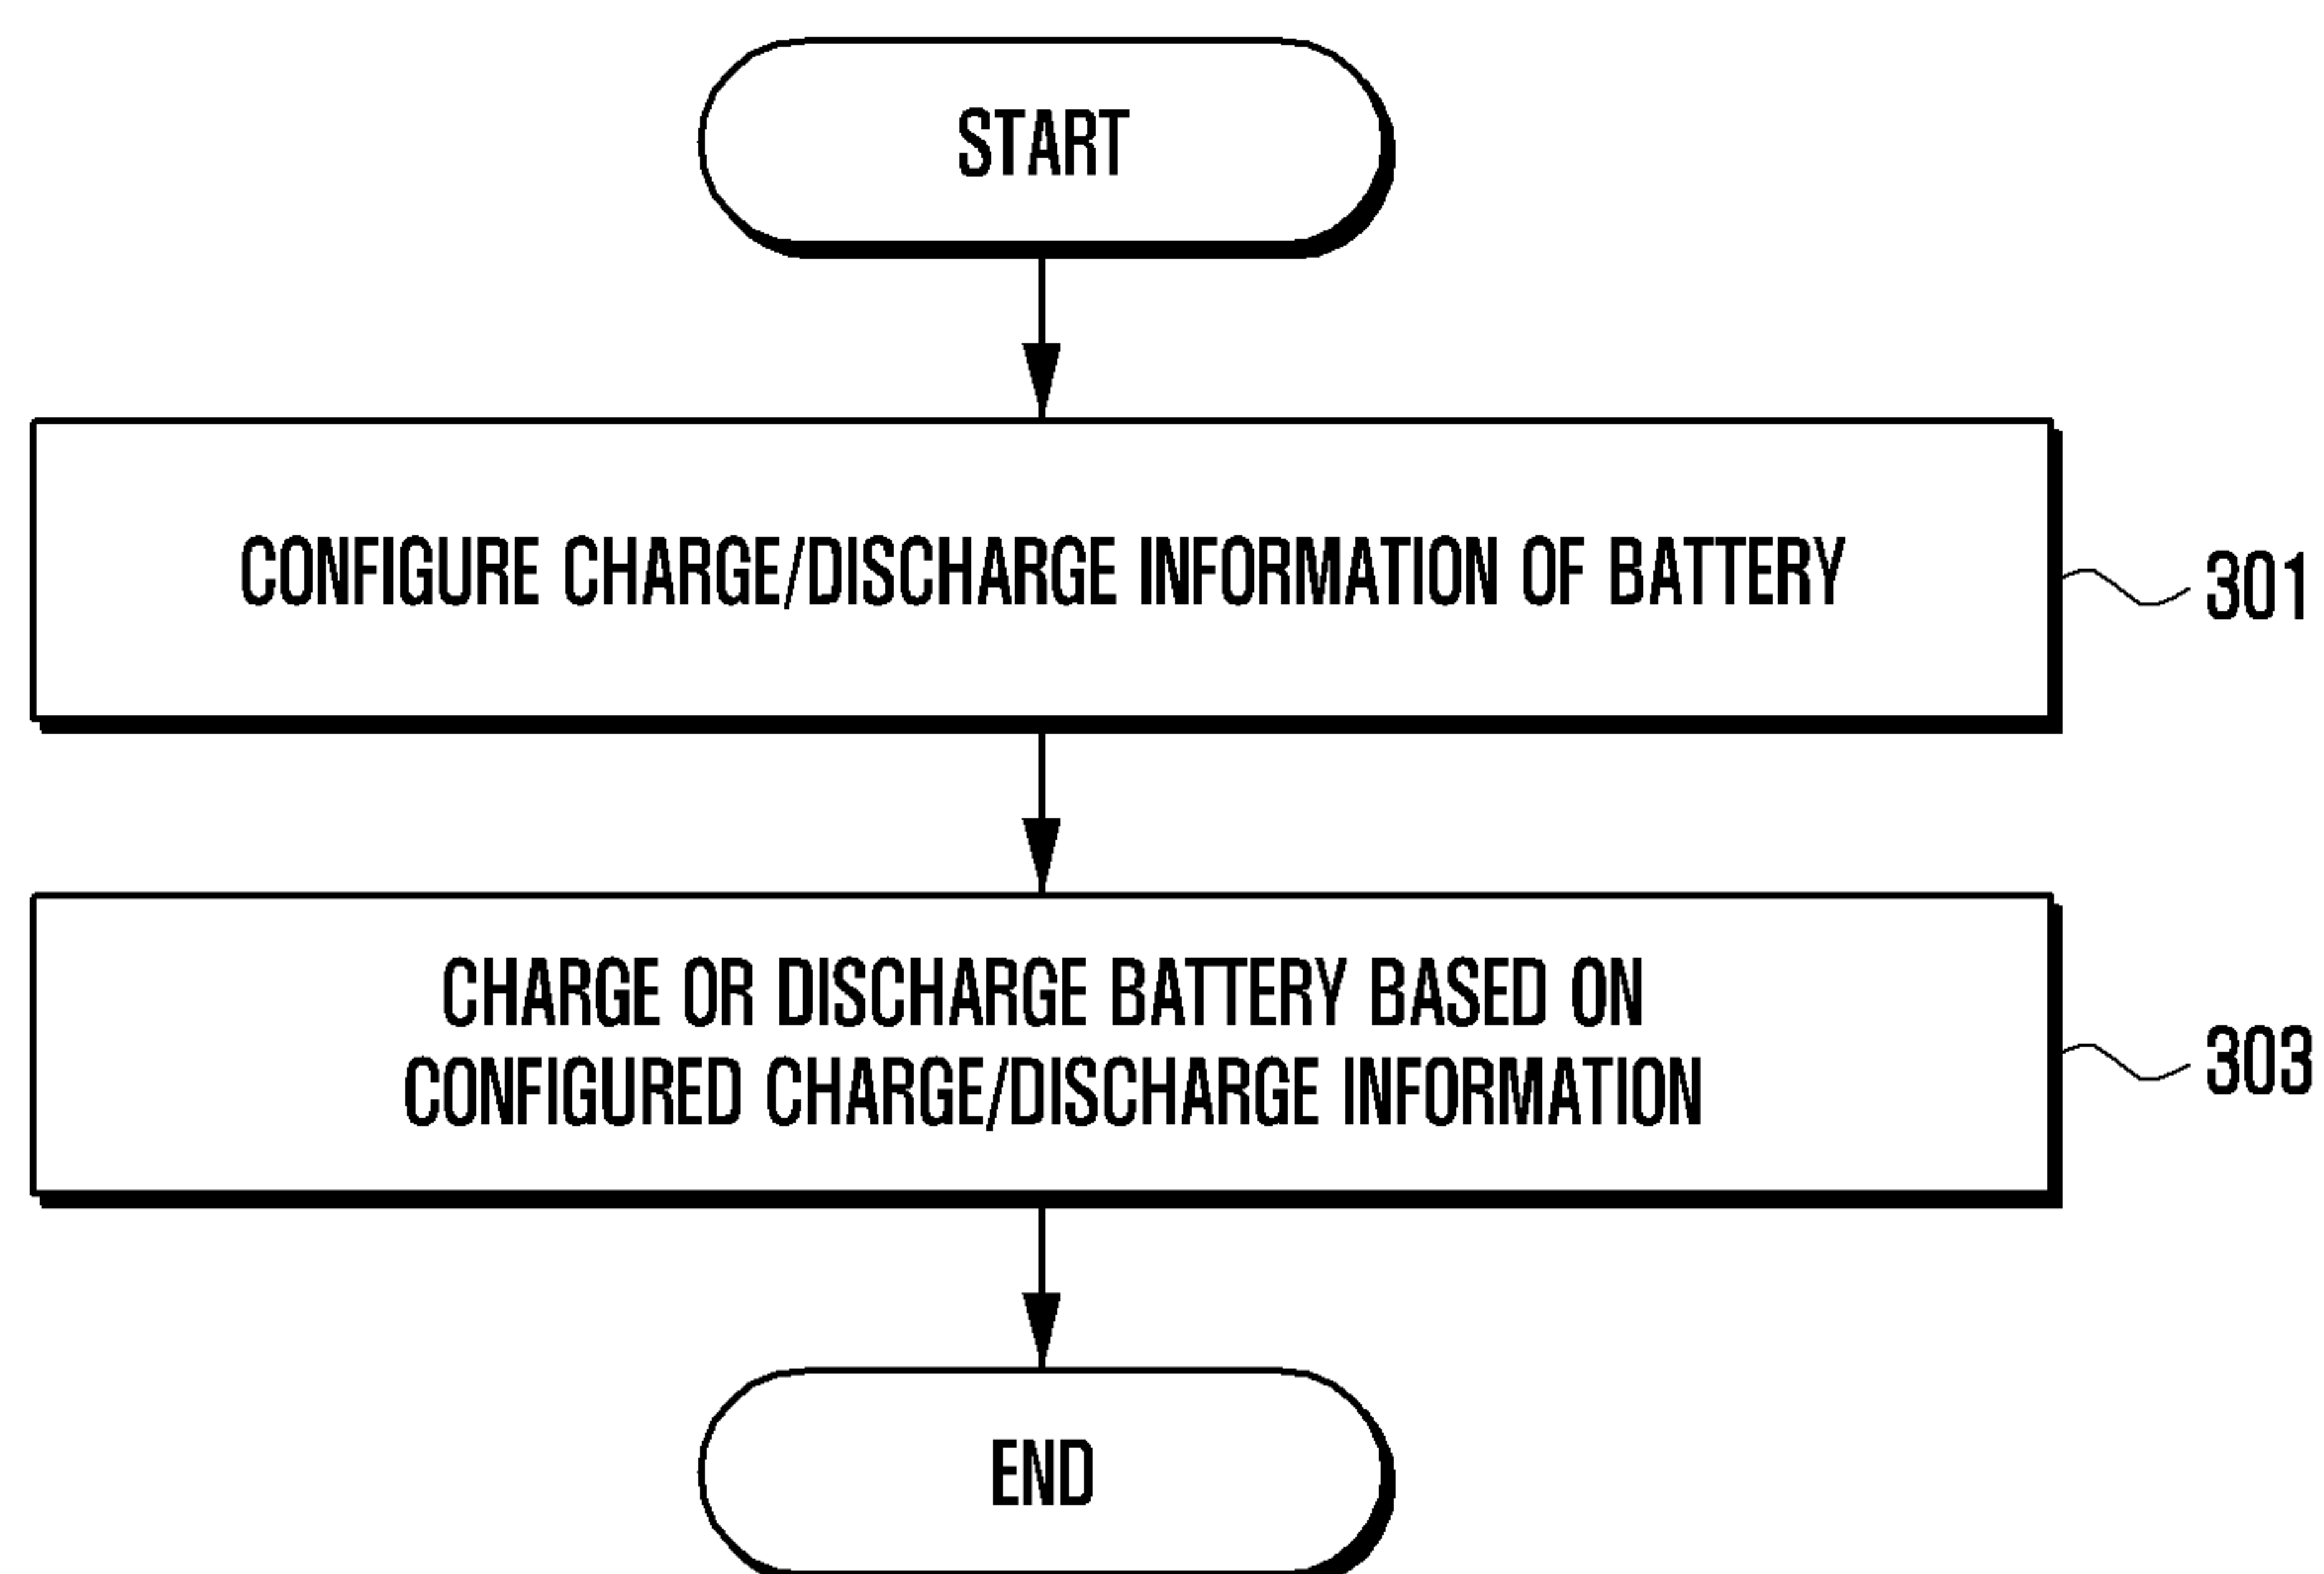 START
CONFIGURE CHARGE/DISCHARGE INFORMATION OF BATTERY
301
CHARGE OR DISCHARGE BATTERY BASED ON
CONFIGURED CHARGE/DISCHARGE INFORMATION
303
END